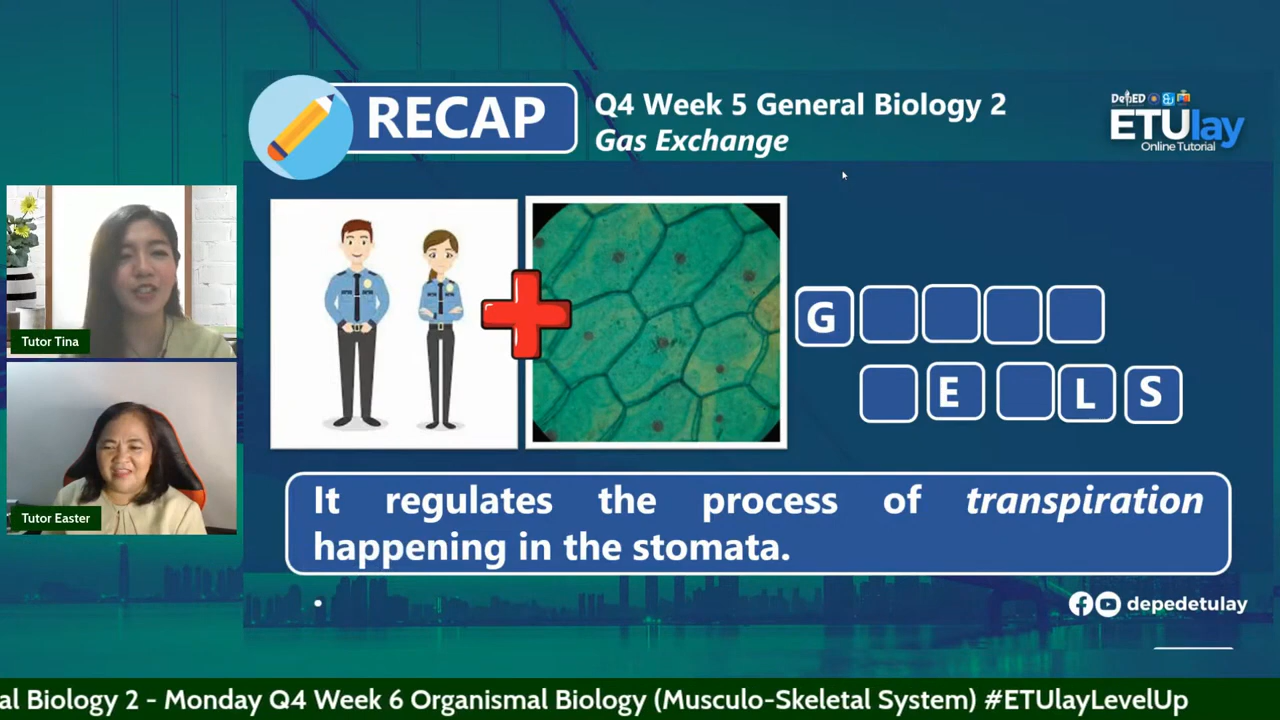 RECAP
Q4 Week 5 General Biology 2
Gas Exchange
DepED
ETUlay
Online Tutorial
Tutor Tina
Tutor Easter
G
E L S
It regulates the process of transpiration
happening in the stomata.
depedetulay
al Biology 2 - Monday Q4 Week 6 Organismal Biology (Musculo-Skeletal System) #ETUlayLevelUp